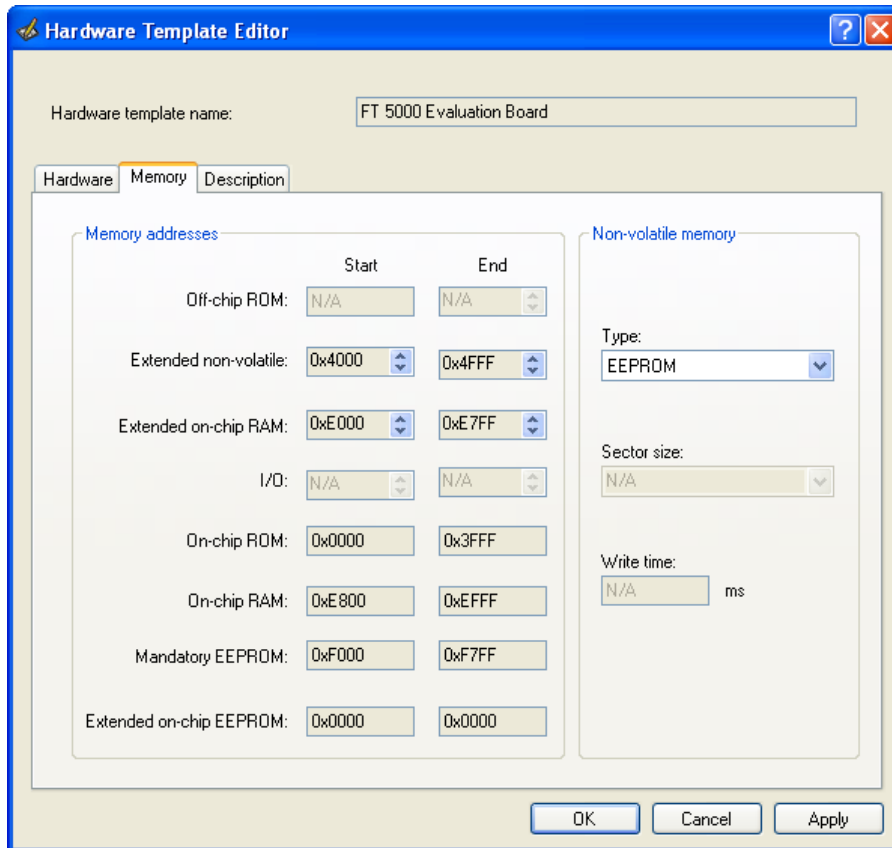 Hardware Template Editor
Hardware template name: FT 5000 Evaluation Board
Hardware Memory Description
Memory addresses
Start End
Off-chip ROM: N/A N/A
Extended non-volatile: 0x4000 0x4FFF
Extended on-chip RAM: 0xE000 0xE7FF
I/O: N/A N/A
On-chip ROM: 0x0000 0x3FFF
On-chip RAM: 0xE800 0xEFFF
Mandatory EEPROM: 0xF000 0xF7FF
Extended on-chip EEPROM: 0x0000 0x0000
Non-volatile memory
Type:
EEPROM
Sector size:
N/A
Write time:
N/A ms
OK Cancel Apply